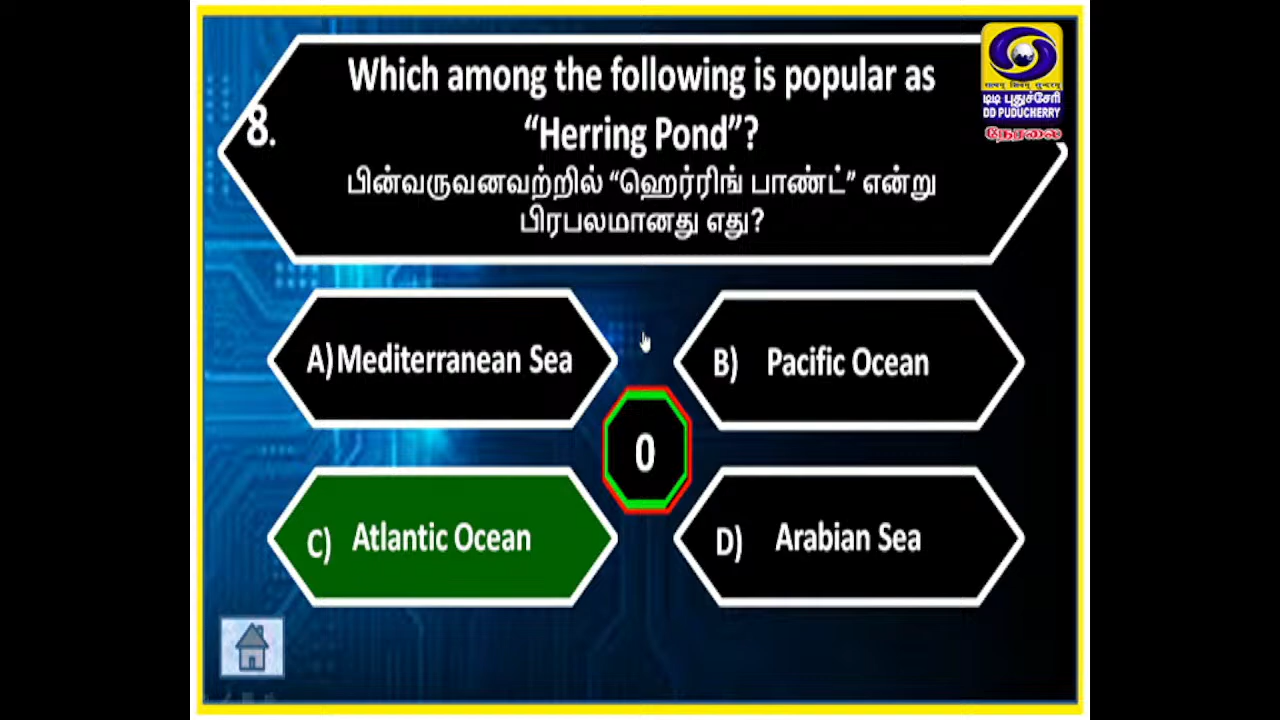 Which among the following is popular as
8.
“Herring Pond”?
பின்வருவனவற்றில் “ஹெர்ரிங் பாண்ட்” என்று
பிரபலமானது எது?
டிடி புதுச்சேரி
DD PUDUCHERRY
நேரலை
A) Mediterranean Sea
B) Pacific Ocean
0
C) Atlantic Ocean
D) Arabian Sea